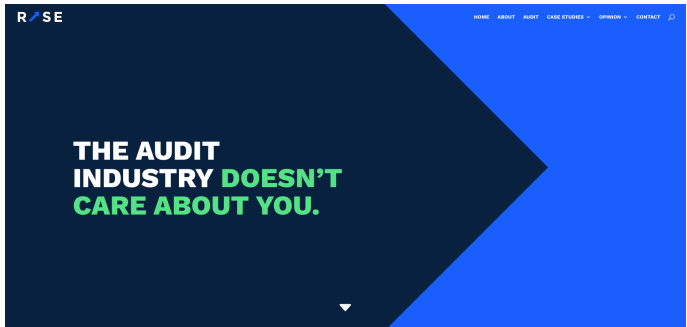 RISE
HOME ABOUT AUDIT CASE STUDIES OPINION CONTACT
THE AUDIT
INDUSTRY DOESN’T
CARE ABOUT YOU.